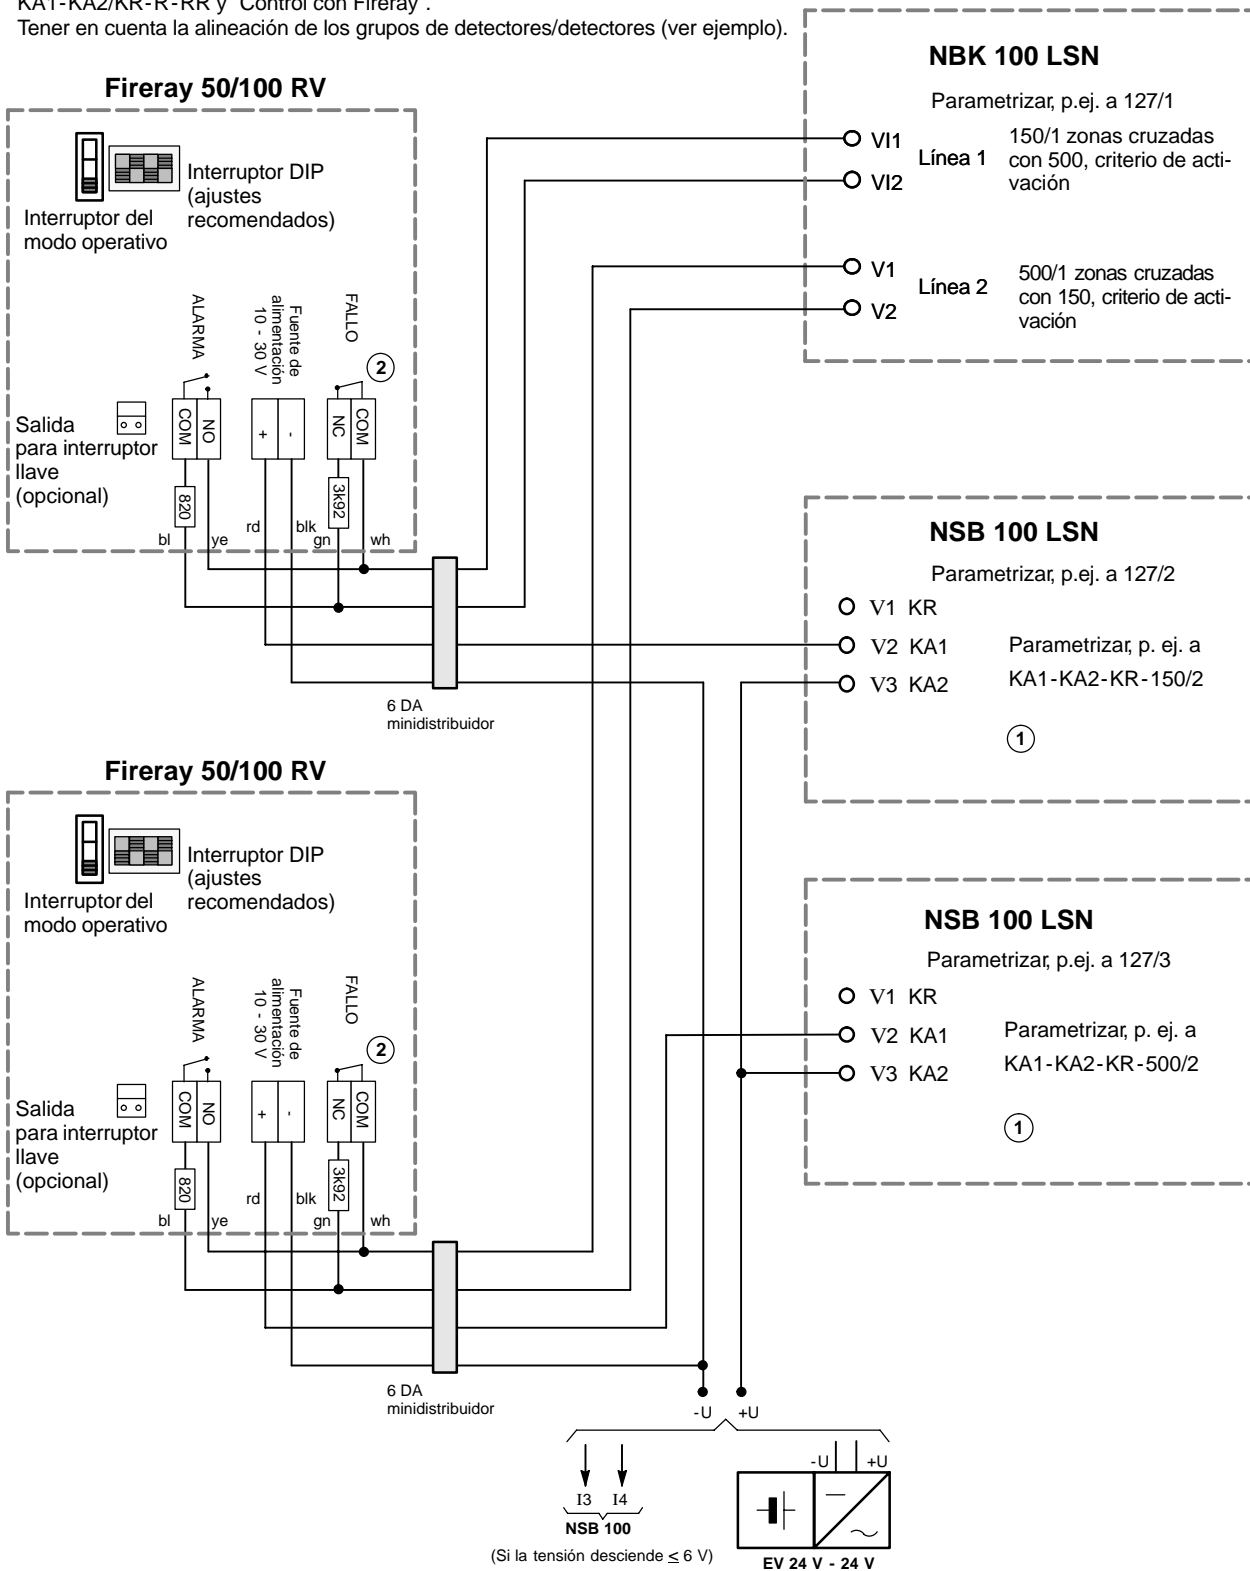 KA1-KA2/KR-R-RR y "Control con Fireray".
Tener en cuenta la alineación de los grupos de detectores/detectores (ver ejemplo).
Fireray 50/100 RV
Interruptor DIP
(ajustes
recomendados)
Interruptor del
modo operativo
ALARMA
Fuente de
alimentación
10 - 30 V
FALLO
2
Salida
para interruptor
llave
(opcional)
COM
NO
+
-
NC
COM
820
3k92
bl
ye
rd
blk
gn
wh
6 DA
minidistribuidor
NBK 100 LSN
Parametrizar, p.ej. a 127/1
VI1
VI2
Línea 1
150/1 zonas cruzadas
con 500, criterio de acti-
vación
V1
V2
Línea 2
500/1 zonas cruzadas
con 150, criterio de acti-
vación
NSB 100 LSN
Parametrizar, p.ej. a 127/2
V1 KR
V2 KA1
V3 KA2
Parametrizar, p. ej. a
KA1-KA2-KR-150/2
1
Fireray 50/100 RV
Interruptor DIP
(ajustes
recomendados)
Interruptor del
modo operativo
ALARMA
Fuente de
alimentación
10 - 30 V
FALLO
2
Salida
para interruptor
llave
(opcional)
COM
NO
+
-
NC
COM
820
3k92
bl
ye
rd
blk
gn
wh
6 DA
minidistribuidor
NSB 100 LSN
Parametrizar, p.ej. a 127/3
V1 KR
V2 KA1
V3 KA2
Parametrizar, p. ej. a
KA1-KA2-KR-500/2
1
-U
+U
I3
I4
NSB 100
(Si la tensión desciende ≤ 6 V)
-U
+U
EV 24 V - 24 V